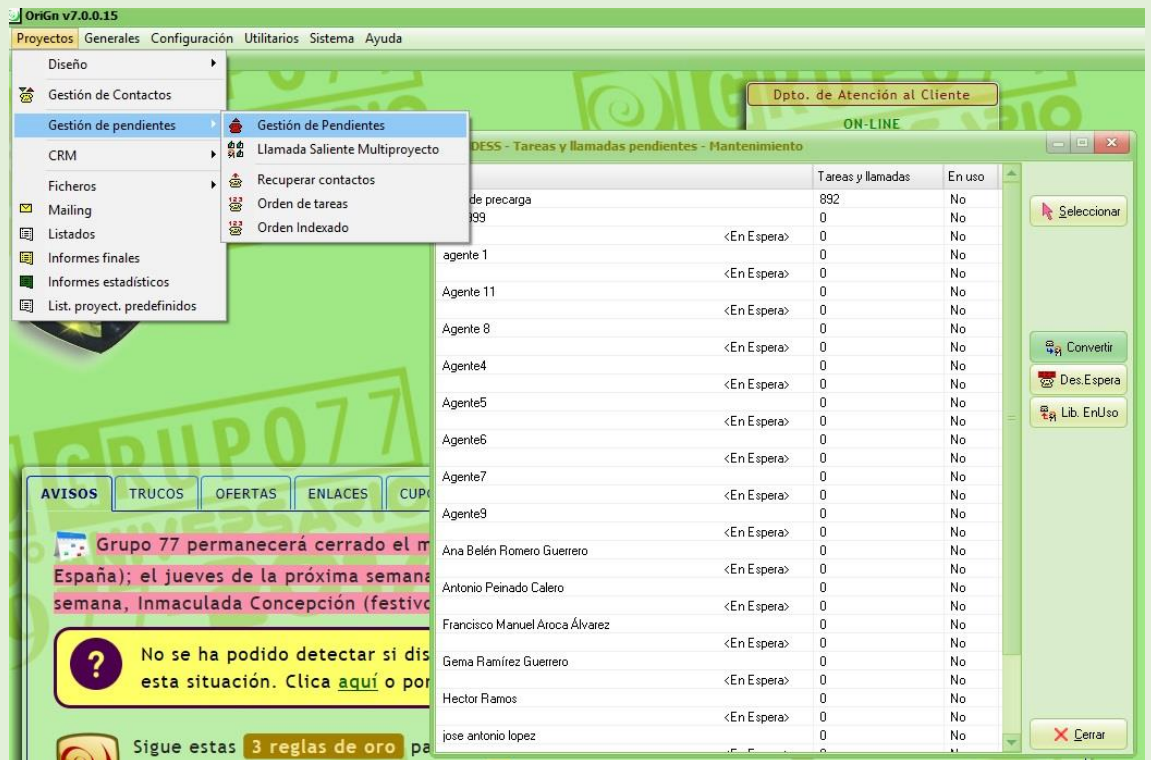 OriGn v7.0.0.15
Proyectos Generales Configuración Utilitarios Sistema Ayuda
Diseño
Gestión de Contactos
Gestión de pendientes
CRM
Ficheros
Mailing
Listados
Informes finales
Informes estadísticos
List. proyect. predefinidos
Gestión de Pendientes
Llamada Saliente Multiproyecto
Recuperar contactos
Orden de tareas
Orden Indexado
Dpto. de Atención al Cliente
ON-LINE
DESS - Tareas y llamadas pendientes - Mantenimiento
Tareas y llamadas En uso
de precarga 892 No
999 0 No
<En Espera> 0 No
agente 1 0 No
<En Espera> 0 No
Agente 11 0 No
<En Espera> 0 No
Agente 8 0 No
<En Espera> 0 No
Agente4 0 No
<En Espera> 0 No
Agente5 0 No
<En Espera> 0 No
Agente6 0 No
<En Espera> 0 No
Agente7 0 No
<En Espera> 0 No
Agente9 0 No
<En Espera> 0 No
Ana Belén Romero Guerrero 0 No
<En Espera> 0 No
Antonio Peinado Calero 0 No
<En Espera> 0 No
Francisco Manuel Aroca Álvarez 0 No
<En Espera> 0 No
Gema Ramírez Guerrero 0 No
<En Espera> 0 No
Hector Ramos 0 No
<En Espera> 0 No
jose antonio lopez 0 No
Seleccionar
Convertir
Des.Espera
Lib. EnUso
Cerrar
GRUPO77
AVISOS TRUCOS OFERTAS ENLACES CUPO
Grupo 77 permanecerá cerrado el m
España); el jueves de la próxima semana
semana, Inmaculada Concepción (festivo
? No se ha podido detectar si dis
esta situación. Clica aquí o por
Sigue estas 3 reglas de oro pa